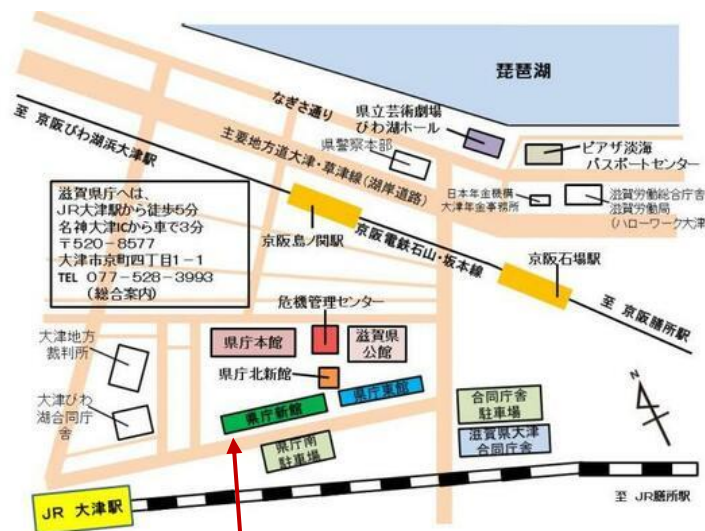 琵琶湖
なぎさ通り
県立芸術劇場
びわ湖ホール
至 京阪びわ湖浜大津駅
主要地方道大津・草津線(湖岸道路)
県警察本部
ピアザ淡海
パスポートセンター
日本年金機構
大津年金事務所
滋賀労働総合庁舎
滋賀労働局
(ハローワーク大津
滋賀県庁へは、
JR大津駅から徒歩5分
名神大津ICから車で3分
〒520-8577
大津市京町四丁目1-1
TEL 077-528-3993
(総合案内)
京阪島ノ関駅
京阪電鉄石山・坂本線
京阪石場駅
至 京阪膳所駅
危機管理センター
大津地方
裁判所
県庁本館
滋賀県
公館
県庁北新館
大津びわ
湖合同庁
舎
県庁東館
県庁新館
合同庁舎
駐車場
県庁南
駐車場
滋賀県大津
合同庁舎
N
JR 大津駅
至 JR膳所駅